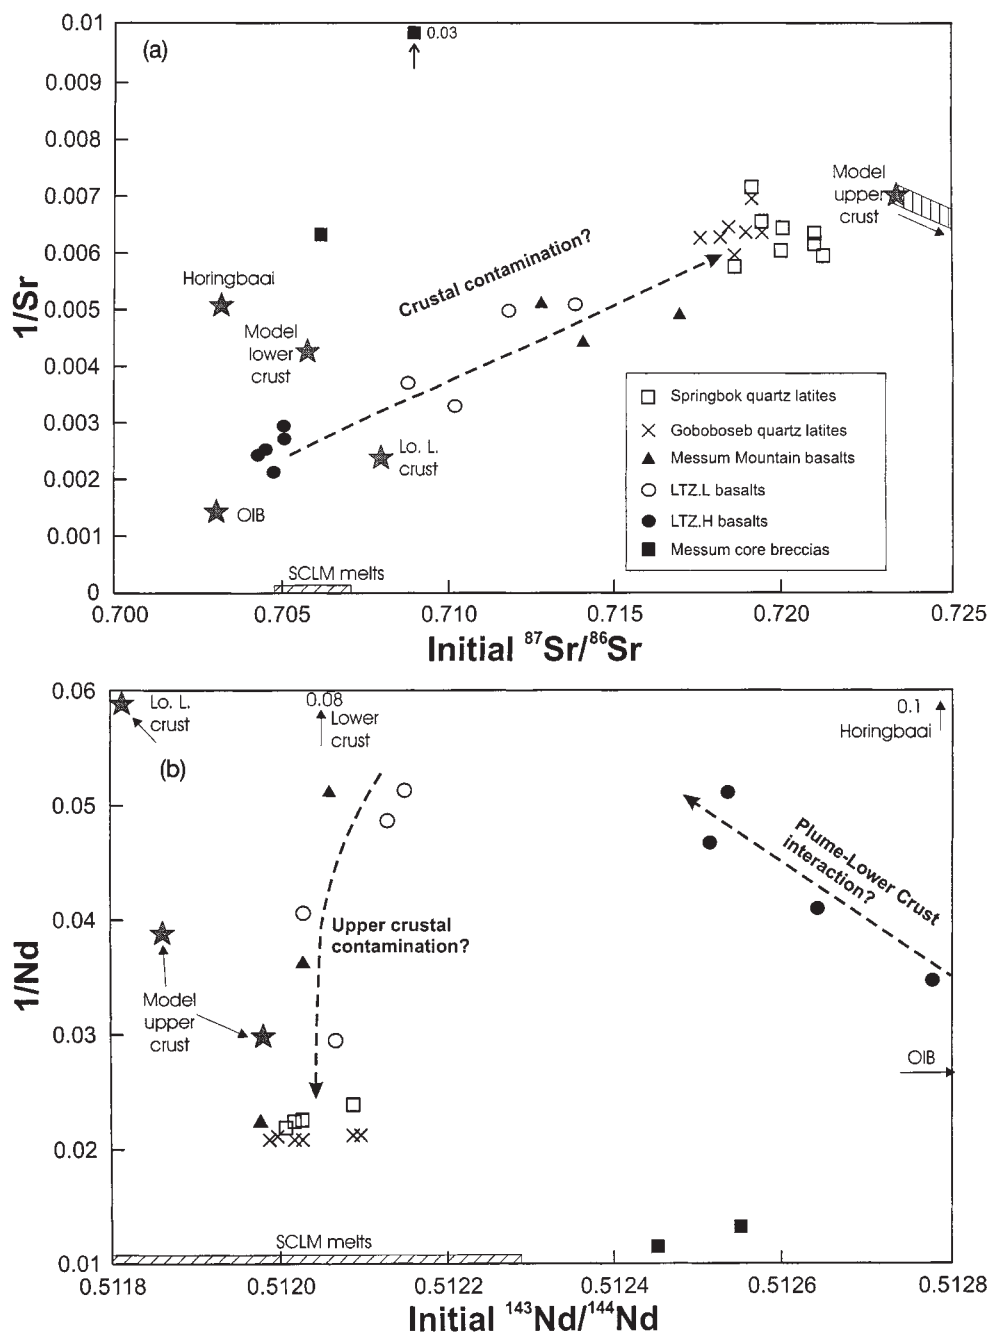 0.01
(a)
0.03
0.009
0.008
Model
upper
crust
0.007
0.006
Crustal contamination?
Horingbaai
1/Sr
0.005
Model
lower
crust
0.004
Springbok quartz latites
Goboboseb quartz latites
Messum Mountain basalts
LTZ.L basalts
LTZ.H basalts
Messum core breccias
0.003
Lo. L.
crust
0.002
OIB
0.001
SCLM melts
0
0.700
0.705
0.710
0.715
0.720
0.725
Initial ⁸⁷Sr/⁸⁶Sr
0.06
Lo. L.
crust
0.08
Lower
crust
0.1
Horingbaai
(b)
0.05
Plume-Lower Crust
interaction?
0.04
Upper crustal
contamination?
1/Nd
Model
upper
crust
0.03
OIB
0.02
SCLM melts
0.01
0.5118
0.5120
0.5122
0.5124
0.5126
0.5128
Initial ¹⁴³Nd/¹⁴⁴Nd